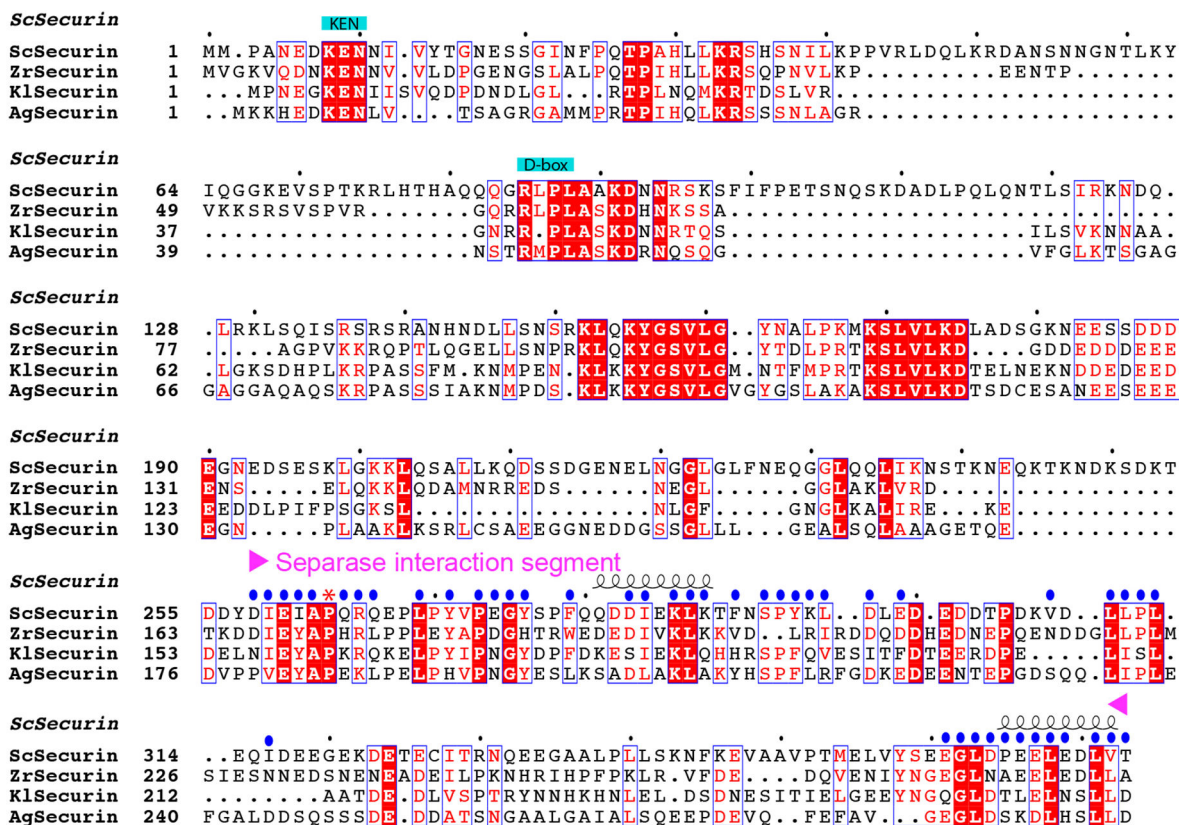 ScSecurin
KEN
ScSecurin 1 MM.PANEDKENNI.VYTGNESSGINFPQTPAHLLKRSHSNILKPPVRLDQLKRDANSNNGNTLKY
ZrSecurin 1 MVGKVQDNKENNV.VLDPGENGSLALPQTPIHLLKRSQPNVLKP.........EENTP.......
KlSecurin 1 ..MPNEGKENIISVQDPDNDLGL...RTPLNQMKRTDSLVR.......................
AgSecurin 1 .MKKHEDKENLV...TSAGRGAMMPRTPIHQLKRSSSNLAGR.....................
ScSecurin
D-box
ScSecurin 64 IQGGKEVSPTKRLHTHAQQQGRLPLAAKDNNRSKSFIFPETSNQSKDADLPQLQNTLSIRKNDQ.
ZrSecurin 49 VKKSRSVSPVR.......GQRRLPLASKDHNKSSA..............................
KlSecurin 37 ..................GNRR.PLASKDNNRTQS....................ILSVKNNAA.
AgSecurin 39 ..................NSTRMPLASKDRNQSQG....................VFGLKTSGAG
ScSecurin
ScSecurin 128 .LRKLSQISRSRSRANHNDLLSNSRKLQKYGSVLG..YNALPKMKSLVLKDLADSGKNEESSDDD
ZrSecurin 77 .....AGPVKKRQPTLQGELLSNPRKLQKYGSVLG..YTDLPRTKSLVLKD....GDDEDDDEEE
KlSecurin 62 .LGKSDHPLKRPASSFM.KNMPEN.KLKKYGSVLG.MNTFMPRTKSLVLKDTELNEKNDDEDEED
AgSecurin 66 GAGGAQAQSKRPASSSIAKNMPDS.KLKKYGSVLGVGYGSLAKAKSLVLKDTSDCESANEESEEE
ScSecurin
ScSecurin 190 EGNEDSESKLGKKLQSALLKQDSSDGENELNGGLGLFNEQGGLQQLIKNSTKNEQKTKNDKSDKT
ZrSecurin 131 ENS.....ELQKKLQDAMNRREDS......NEGL.....GGLAKLVRD.................
KlSecurin 123 EEDDLPIFPSGKSL................NLGF.....GNGLKALIRE...KE...........
AgSecurin 130 EGN.....PLAAKLKSRLCSAEEGGNEDDGSSGLLL...GEALSQLAAAGETQE...........
Separase interaction segment
ScSecurin
ScSecurin 255 DDYDIEIAPQRQEPLPYVPEGYSPFQQDDIEKLKTFNSPYKL..DLED.EDDTPDKVD..LLPL.
ZrSecurin 163 TKDDIEYAPHRLPPLEYAPDGHTRWEDEDIVKLKKVD..LRIRDDQDDHEDNEPQENDDGLLPLM
KlSecurin 153 DELNIEYAPKRQKELPYIPNGYDPFDKESIEKLQHHRSPFQVESITFDTEERDPE.....LISL.
AgSecurin 176 DVPPVEYAPEKLPELPHVPNGYESLKSADLAKLAKYHSPFLRFGDKEDEENTEPGDSQQ.LIPLE
ScSecurin
ScSecurin 314 ..EQIDEEGEKDETECITRNQEEGAALPLLSKNFKEVAAVPTMELVYSEEGLDPEELEDLVT
ZrSecurin 226 SIESNNEDSNENEADEILPKNHRIHPFPKLR.VFDE....DQVENIYNGEGLNAEELEDLLA
KlSecurin 212 ........AATDE.DLVSPTRYNNHKHNLEL.DSDNESITIELGEEYNGQGLDTLELNSLLD
AgSecurin 240 FGALDDSQSSSDE.DDATSNGAALGAIALSQEEPDEVQ..FEFAV...GEGLDSKDLHSLLD